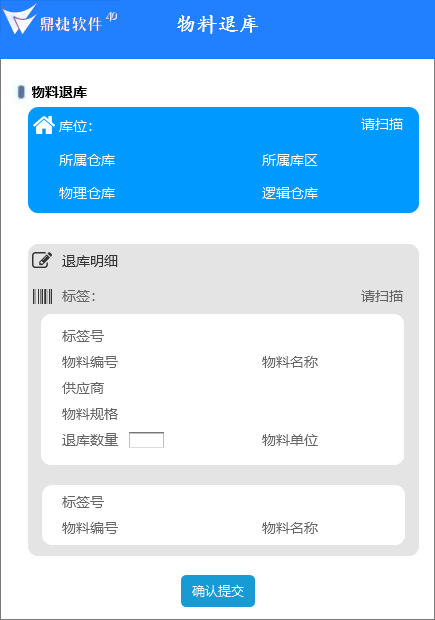 鼎捷软件 40 物料退库
物料退库
库位： 请扫描
所属仓库 所属库区
物理仓库 逻辑仓库
退库明细
标签： 请扫描
标签号
物料编号 物料名称
供应商
物料规格
退库数量 物料单位
标签号
物料编号 物料名称
确认提交